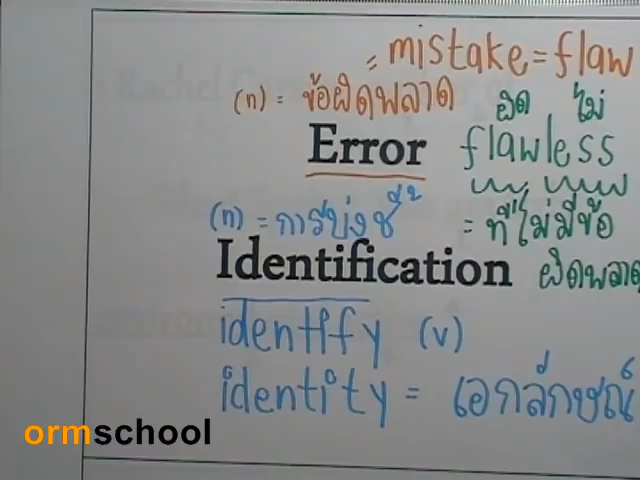 = mistake = flaw
(n) = ข้อผิดพลาด
ผิด ไม่
Error flawless
(n) = การบ่งชี้ = ที่ไม่มีข้อ
Identification ผิดพลาด
identify (v)
identity = เอกลักษณ์
ormschool